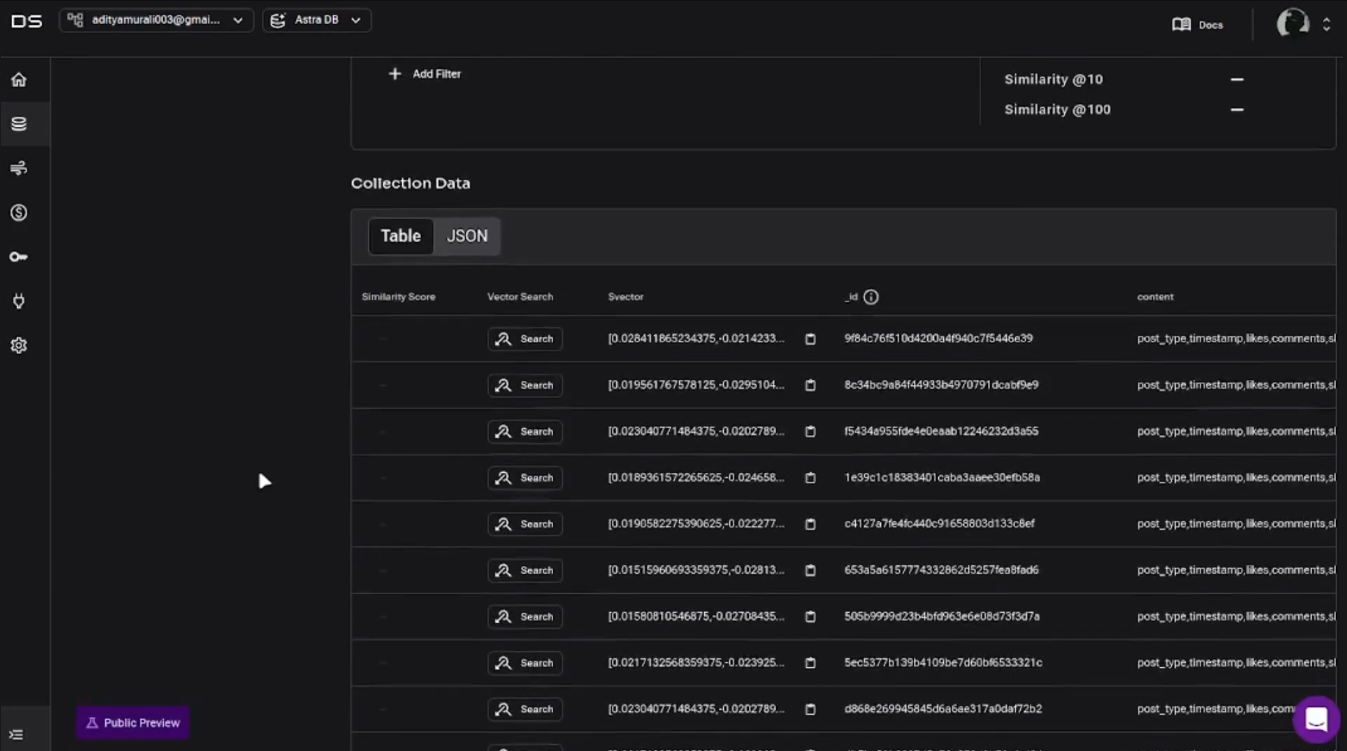 DS adityamurali003@gmai... Astra DB Docs
Add Filter
Similarity @10 —
Similarity @100 —
Collection Data
Table JSON
Similarity Score Vector Search $vector _id content
Search [0.028411865234375,-0.0214233... 9f84c76f510d4200a4f940c7f5446e39 post_type,timestamp,likes,comments,sl
Search [0.019561767578125,-0.0295104... 8c34bc9a84f44933b4970791dcabf9e9 post_type,timestamp,likes,comments,sl
Search [0.023040771484375,-0.0202789... f5434a955fde4e0eaab12246232d3a55 post_type,timestamp,likes,comments,sl
Search [0.0189361572265625,-0.024658... 1e39c1c18383401caba3aaee30efb58a post_type,timestamp,likes,comments,sl
Search [0.0190582275390625,-0.022277... c4127a7fe4fc440c91658803d133c8ef post_type,timestamp,likes,comments,sl
Search [0.01515960693359375,-0.02813... 653a5a6157774332862d5257fea8fad6 post_type,timestamp,likes,comments,sl
Search [0.01580810546875,-0.02708435... 505b9999d23b4bfd963e6e08d73f3d7a post_type,timestamp,likes,comments,sl
Search [0.0217132568359375,-0.023925... 5ec5377b139b4109be7d60bf6533321c post_type,timestamp,likes,comments,sl
Search [0.023040771484375,-0.0202789... d868e269945845d6a6ae317a0daf72b2 post_type,timestamp,likes,com
Public Preview